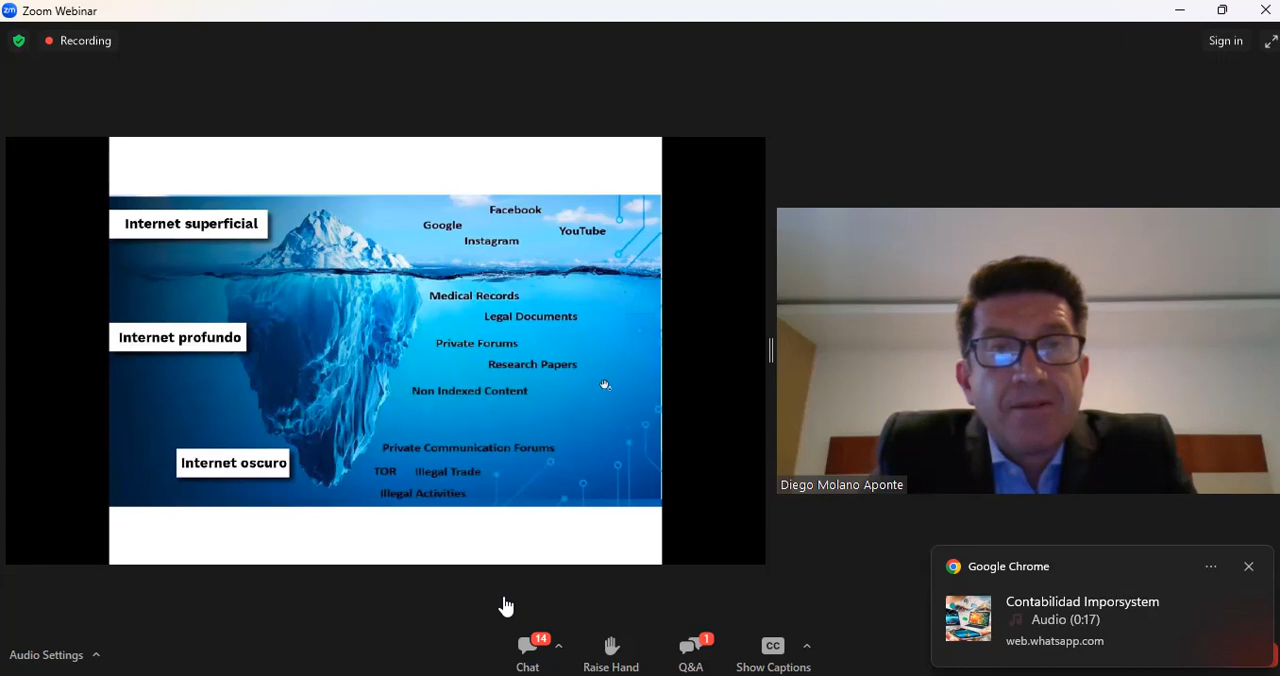 zm Zoom Webinar
Recording
Sign in
Internet superficial
Facebook
Google
YouTube
Instagram
Medical Records
Legal Documents
Internet profundo
Private Forums
Research Papers
Non Indexed Content
Private Communication Forums
Internet oscuro
TOR Illegal Trade
Illegal Activities
Diego Molano Aponte
Google Chrome
Contabilidad Imporsystem
Audio (0:17)
web.whatsapp.com
Audio Settings
14
Chat
Raise Hand
1
Q&A
CC
Show Captions